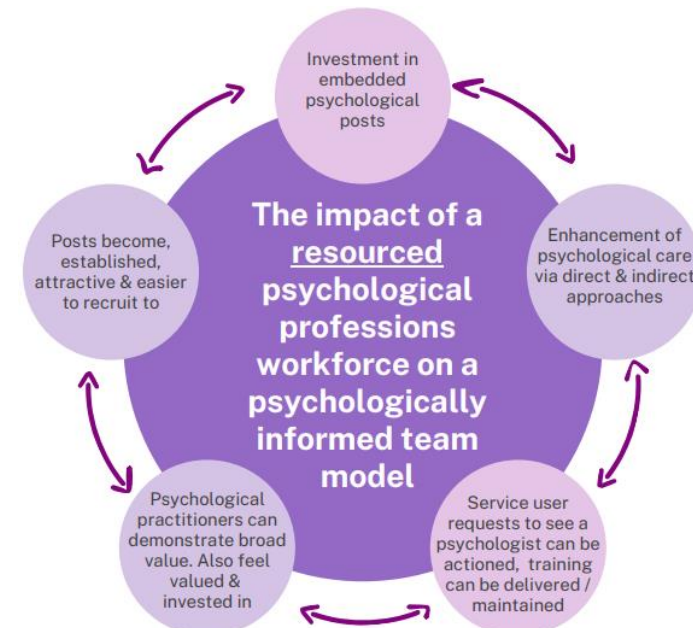 Investment in
embedded
psychological
posts
Enhancement of
psychological care
via direct & indirect
approaches
Service user
requests to see a
psychologist can be
actioned, training
can be delivered /
maintained
Psychological
practitioners can
demonstrate broad
value. Also feel
valued &
invested in
Posts become,
established,
attractive & easier
to recruit to
The impact of a
resourced
psychological
professions
workforce on a
psychologically
informed team
model